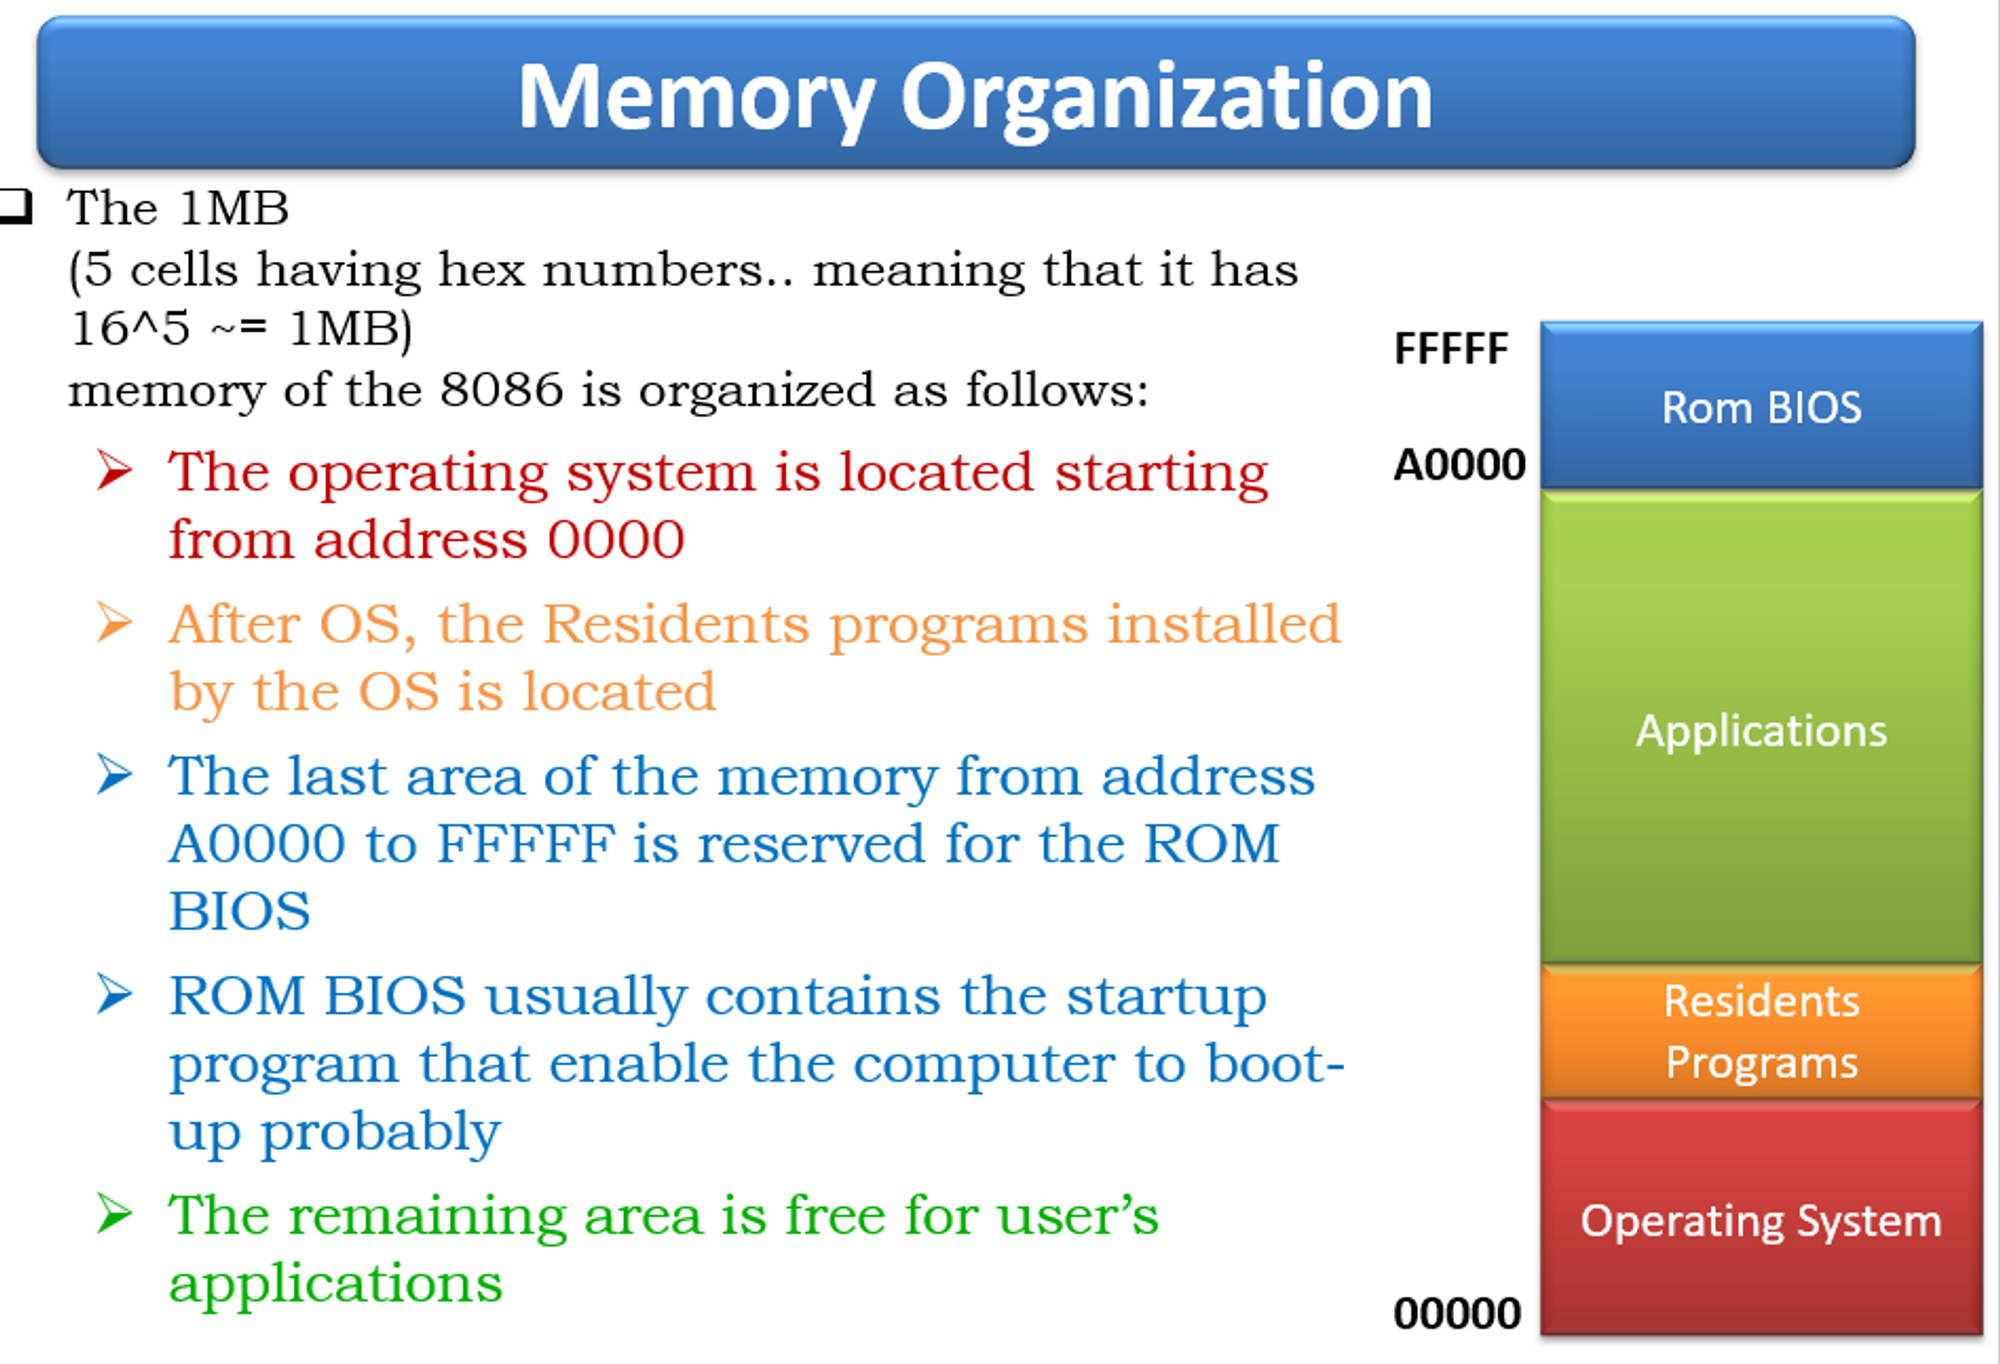 Memory Organization
The 1MB
(5 cells having hex numbers.. meaning that it has
16^5 ~= 1MB)
memory of the 8086 is organized as follows:
The operating system is located starting
from address 0000
After OS, the Residents programs installed
by the OS is located
The last area of the memory from address
A0000 to FFFFF is reserved for the ROM
BIOS
ROM BIOS usually contains the startup
program that enable the computer to boot-
up probably
The remaining area is free for user’s
applications
FFFFF
Rom BIOS
A0000
Applications
Residents
Programs
Operating System
00000